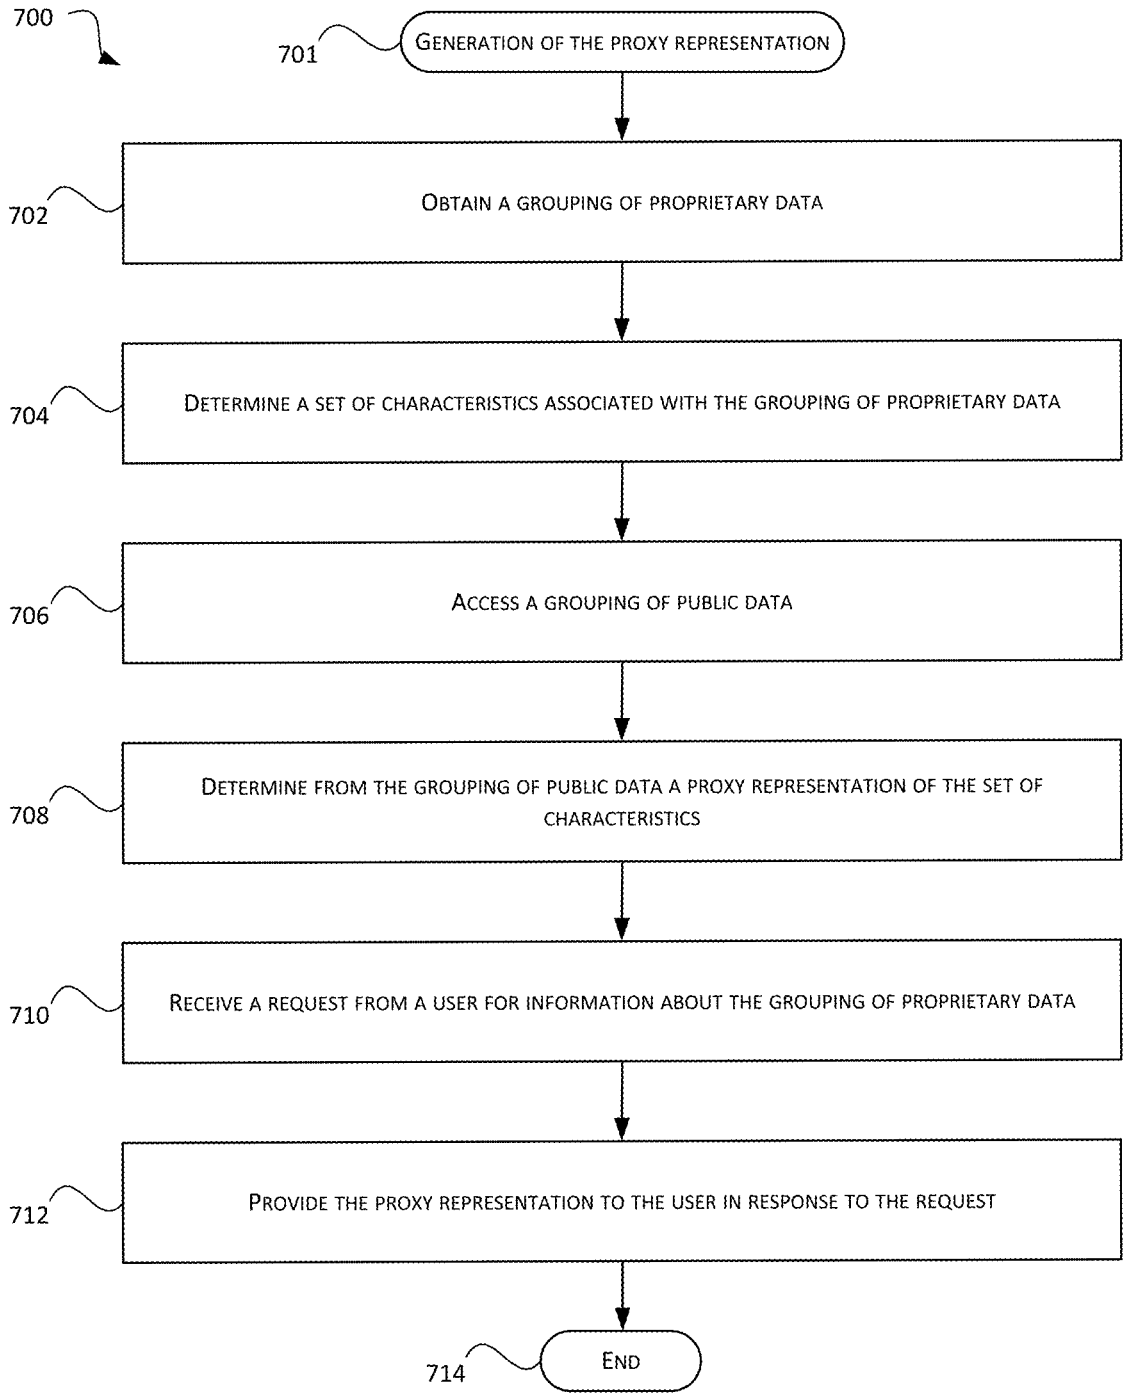 700
701
GENERATION OF THE PROXY REPRESENTATION
702
OBTAIN A GROUPING OF PROPRIETARY DATA
704
DETERMINE A SET OF CHARACTERISTICS ASSOCIATED WITH THE GROUPING OF PROPRIETARY DATA
706
ACCESS A GROUPING OF PUBLIC DATA
708
DETERMINE FROM THE GROUPING OF PUBLIC DATA A PROXY REPRESENTATION OF THE SET OF
CHARACTERISTICS
710
RECEIVE A REQUEST FROM A USER FOR INFORMATION ABOUT THE GROUPING OF PROPRIETARY DATA
712
PROVIDE THE PROXY REPRESENTATION TO THE USER IN RESPONSE TO THE REQUEST
714
END